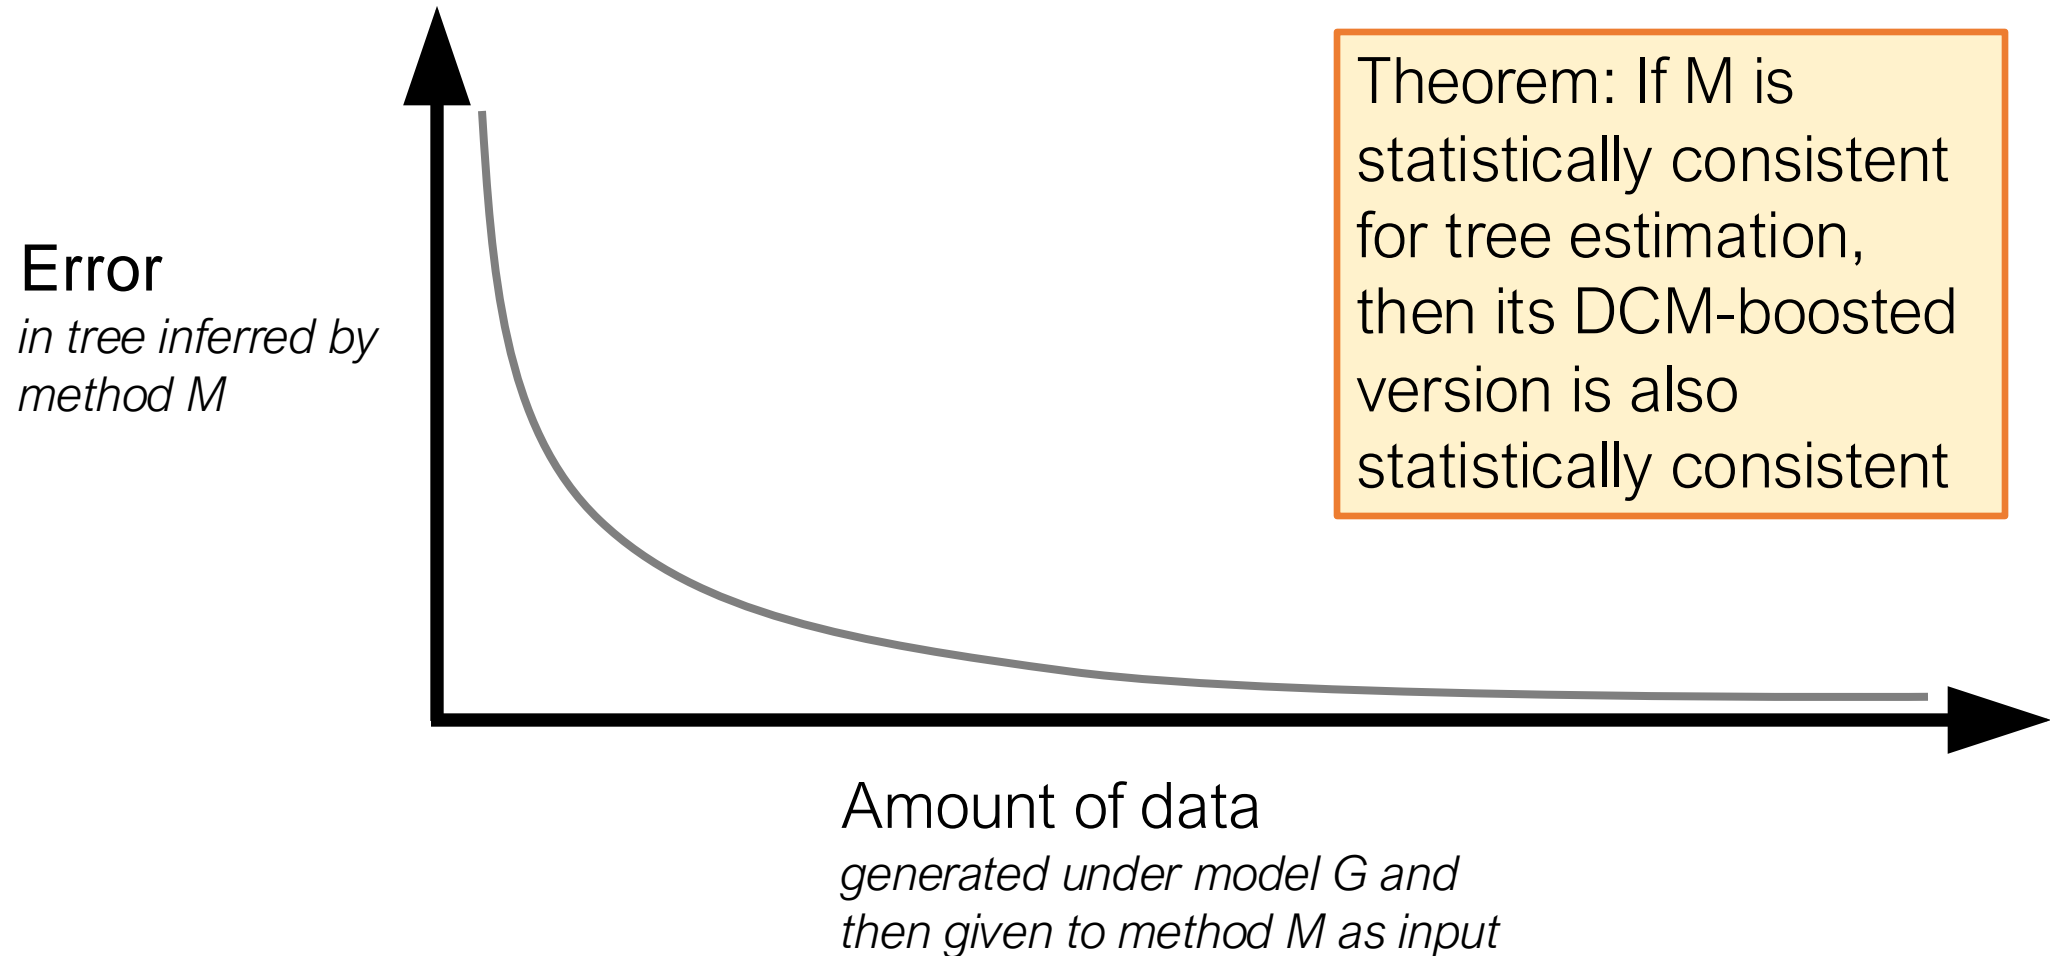 Theorem: If M is
statistically consistent
for tree estimation,
then its DCM-boosted
version is also
statistically consistent
Error
in tree inferred by
method M
Amount of data
generated under model G and
then given to method M as input